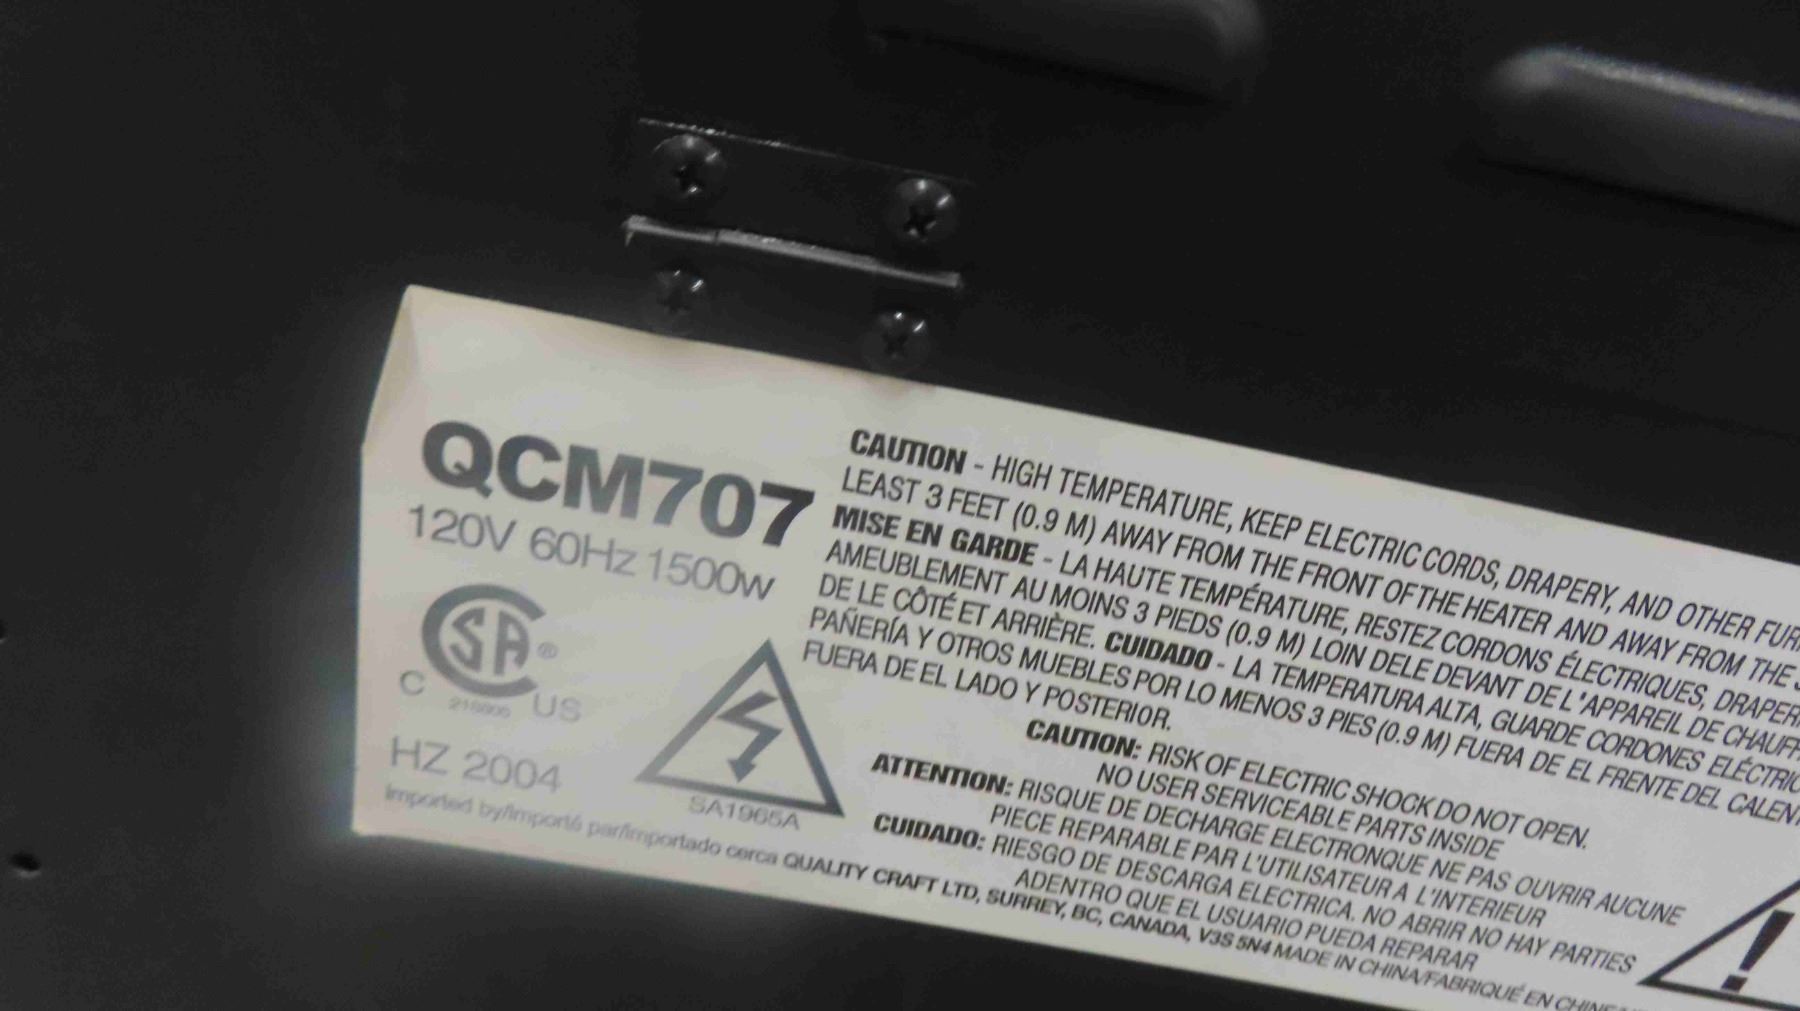 QCM707
120V 60Hz 1500w
SA®
C US
HZ 2004
SA1965A
CAUTION - HIGH TEMPERATURE, KEEP ELECTRIC CORDS, DRAPERY, AND OTHER
LEAST 3 FEET (0.9 M) AWAY FROM THE FRONT OF THE HEATER AND AWAY FROM THE
MISE EN GARDE - LA HAUTE TEMPÉRATURE, RESTEZ CORDONS ÉLECTRIQUES,
AMEUBLEMENT AU MOINS 3 PIEDS (0.9 M) LOIN DELE DEVANT DE L'APPAREIL DE
DE LE CÔTÉ ET ARRIÈRE. CUIDADO - LA TEMPERATURA ALTA, GUARDE CORDONES
PAÑERÍA Y OTROS MUEBLES POR LO MENOS 3 PIES (0.9 M) FUERA DE EL FRENTE DEL
FUERA DE EL LADO Y POSTERIOR.
CAUTION: RISK OF ELECTRIC SHOCK DO NOT OPEN.
NO USER SERVICEABLE PARTS INSIDE
ATTENTION: RISQUE DE DECHARGE ELECTRONQUE NE PAS OUVRIR AUCUNE
PIECE REPARABLE PAR L'UTILISATEUR A L'INTERIEUR
CUIDADO: RIESGO DE DESCARGA ELECTRICA. NO ABRIR NO HAY PARTIES
ADENTRO QUE EL USUARIO PUEDA REPARAR
Imported by/Importé par/Importado cerca QUALITY CRAFT LTD, SURREY, BC, CANADA, V3S 5N4 MADE IN CHINA/FABRIQUÉ EN